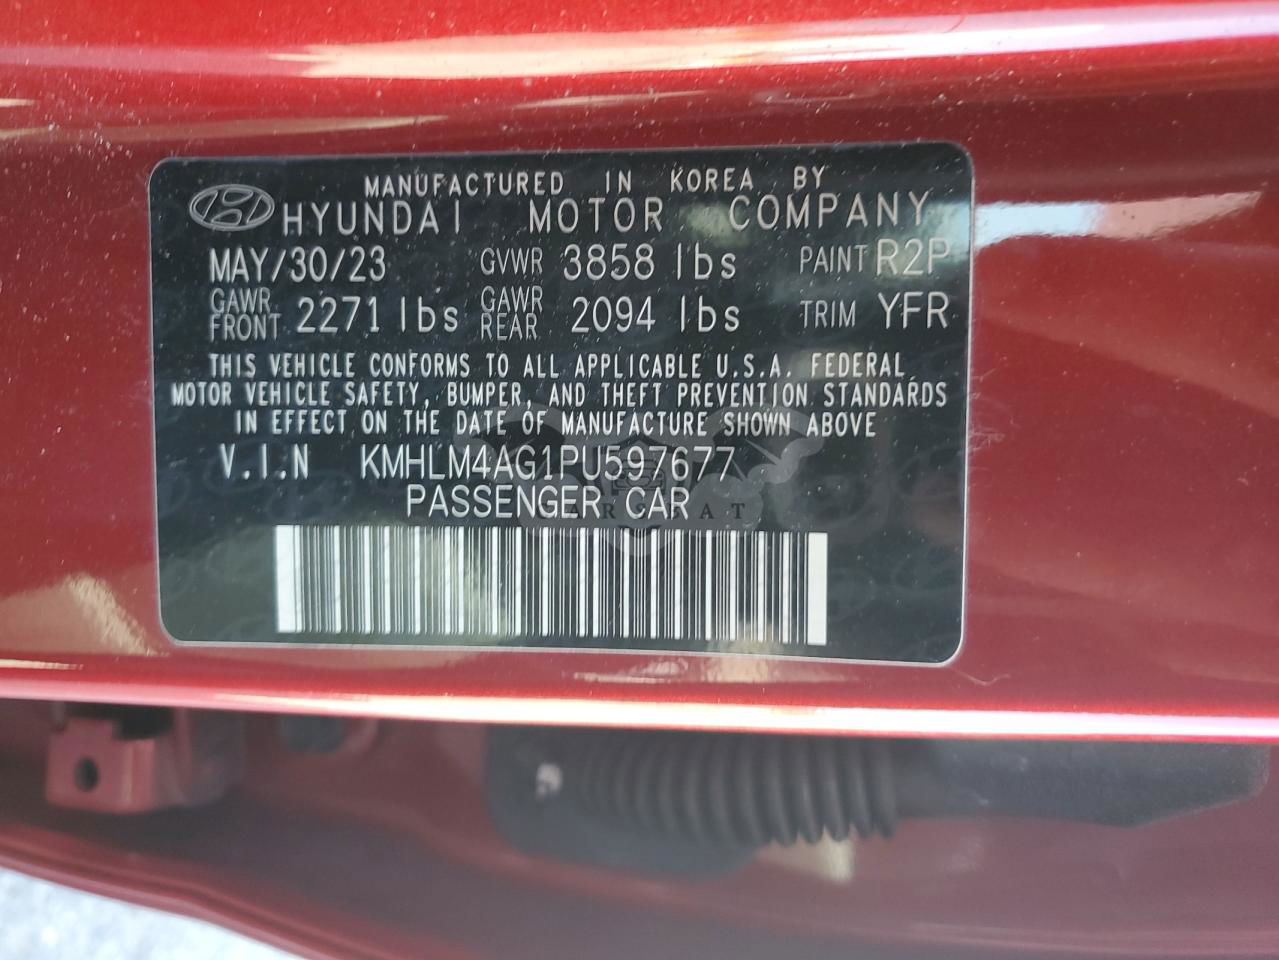 MANUFACTURED IN KOREA BY
HYUNDAI MOTOR COMPANY
MAY/30/23 GVWR 3858 lbs PAINT R2P
GAWR FRONT 2271 lbs GAWR REAR 2094 lbs TRIM YFR
THIS VEHICLE CONFORMS TO ALL APPLICABLE U.S.A. FEDERAL
MOTOR VEHICLE SAFETY, BUMPER, AND THEFT PREVENTION STANDARDS
IN EFFECT ON THE DATE OF MANUFACTURE SHOWN ABOVE
V.I.N KMHLM4AG1PU597677
PASSENGER CAR